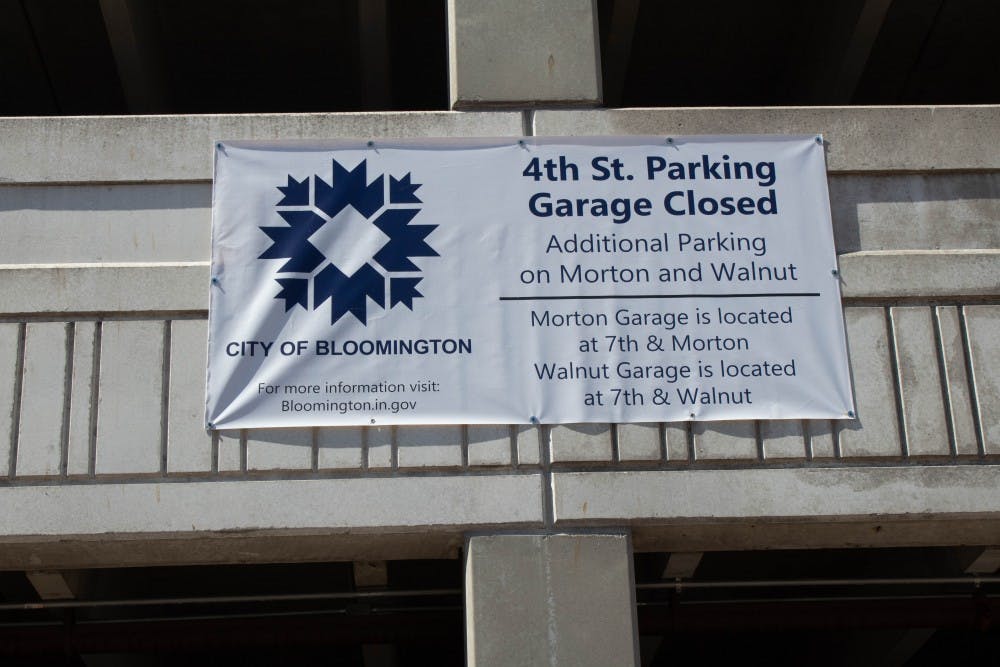 CITY OF BLOOMINGTON
For more information visit:
Bloomington.in.gov
4th St. Parking
Garage Closed
Additional Parking
on Morton and Walnut
Morton Garage is located
at 7th & Morton
Walnut Garage is located
at 7th & Walnut